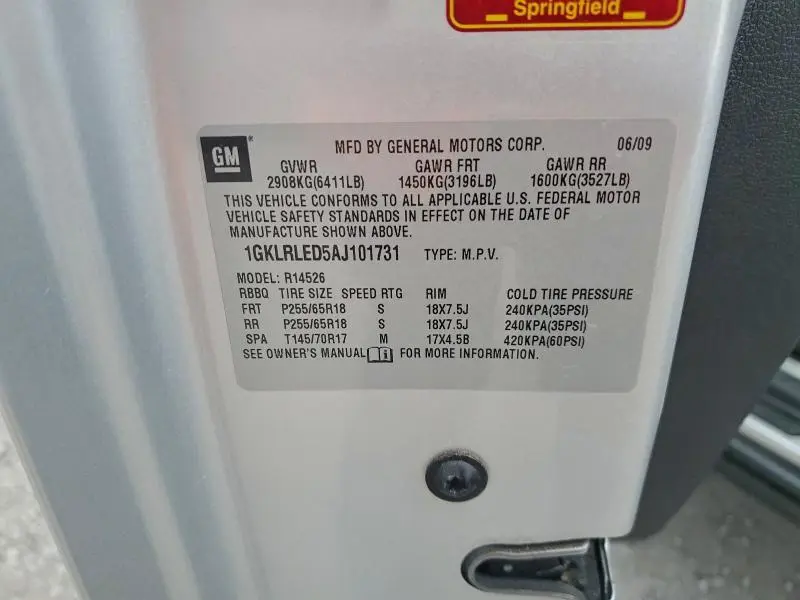 Springfield
GM
MFD BY GENERAL MOTORS CORP. 06/09
GVWR GAWR FRT GAWR RR
2908KG(6411LB) 1450KG(3196LB) 1600KG(3527LB)
THIS VEHICLE CONFORMS TO ALL APPLICABLE U.S. FEDERAL MOTOR
VEHICLE SAFETY STANDARDS IN EFFECT ON THE DATE OF
MANUFACTURE SHOWN ABOVE.
1GKLRLED5AJ101731 TYPE: M.P.V.
MODEL: R14526
RBBQ TIRE SIZE SPEED RTG RIM COLD TIRE PRESSURE
FRT P255/65R18 S 18X7.5J 240KPA(35PSI)
RR P255/65R18 S 18X7.5J 240KPA(35PSI)
SPA T145/70R17 M 17X4.5B 420KPA(60PSI)
SEE OWNER'S MANUAL FOR MORE INFORMATION.